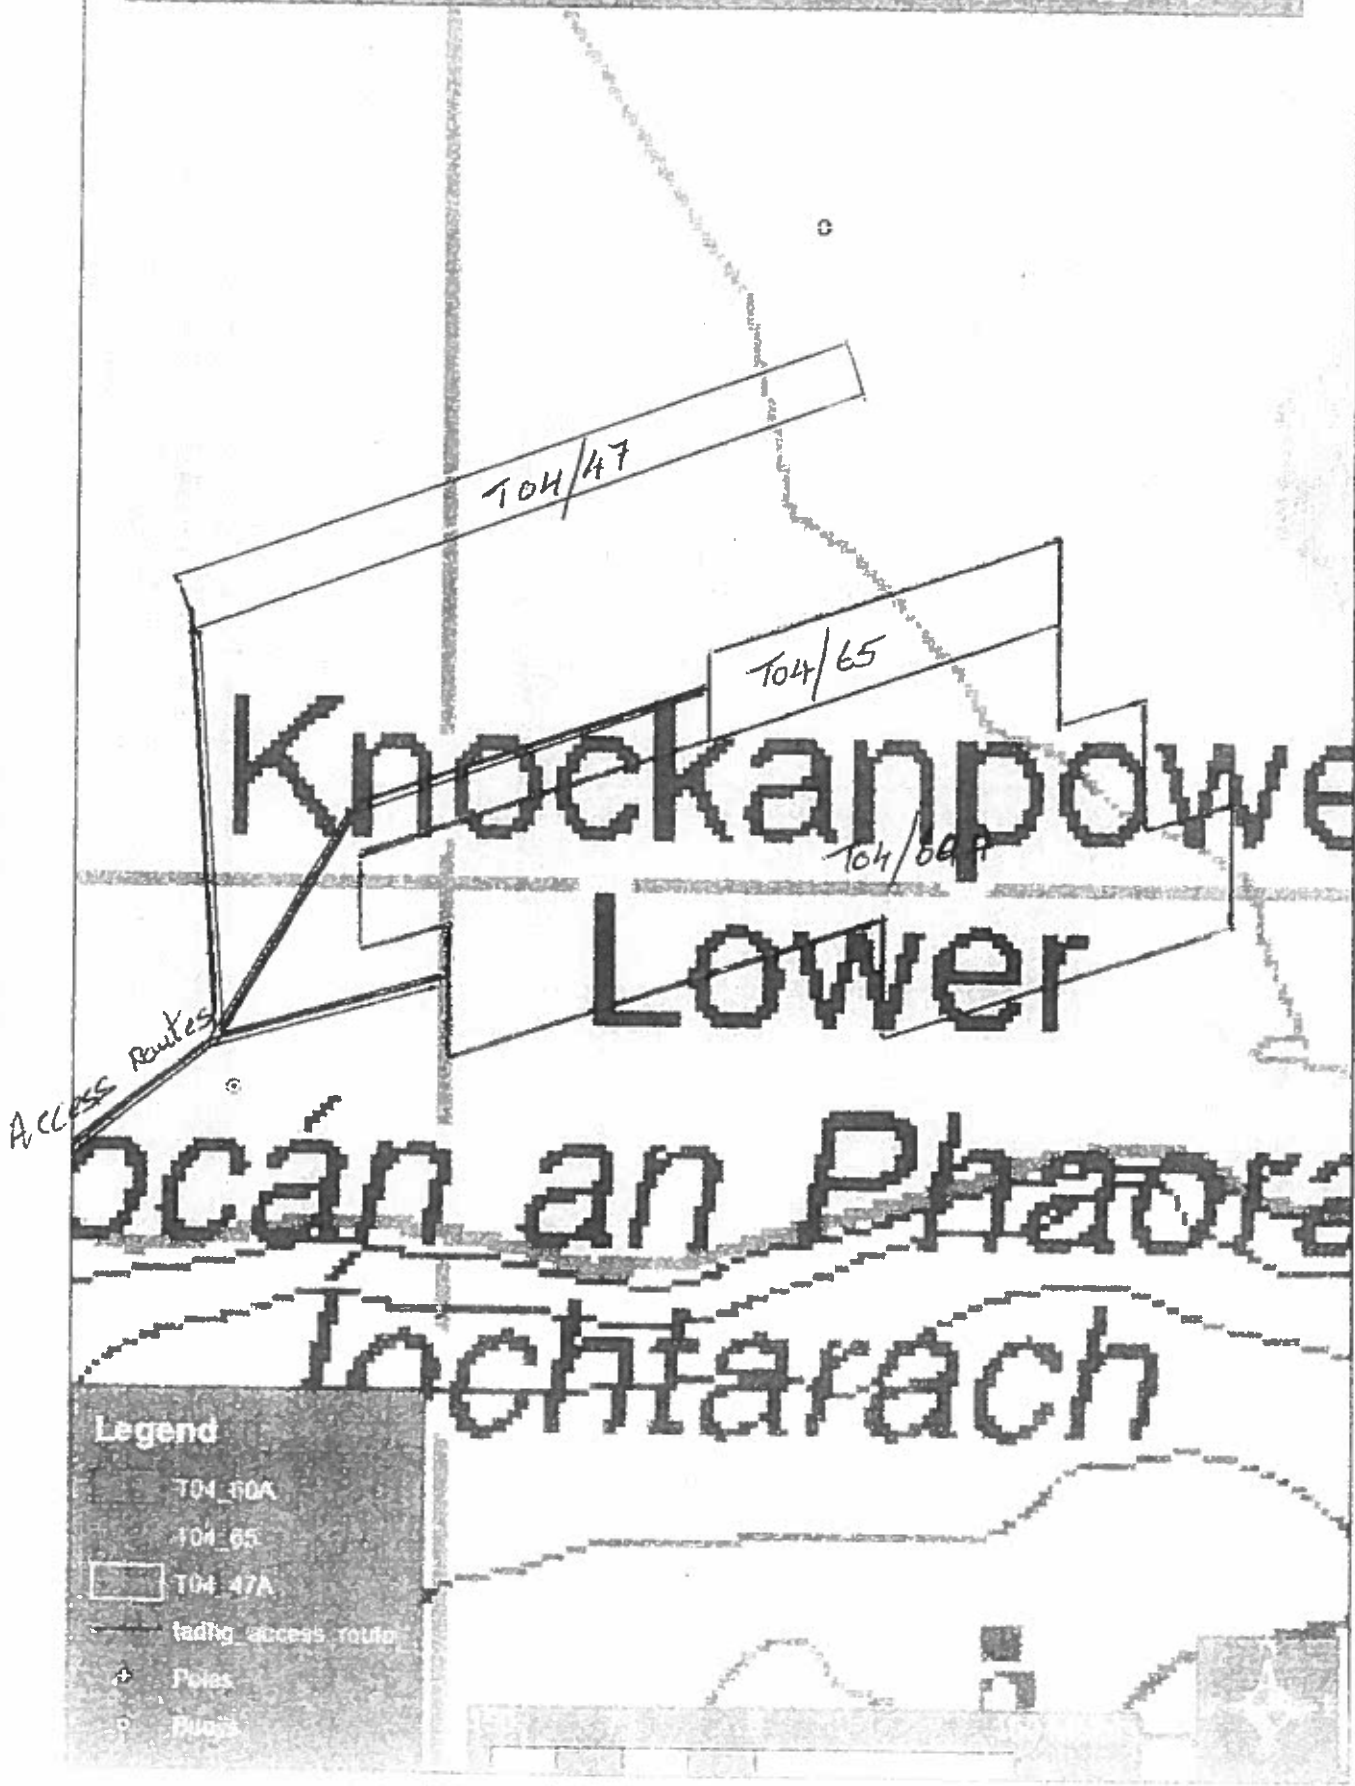 T04/47
T04/65
Knockanpowe
T04/60A
Lower
Access Routes
ocán an Phaora
Íochtarach
Legend
T04_60A
T04_65
T04_47A
tadhg_access_route
Poles